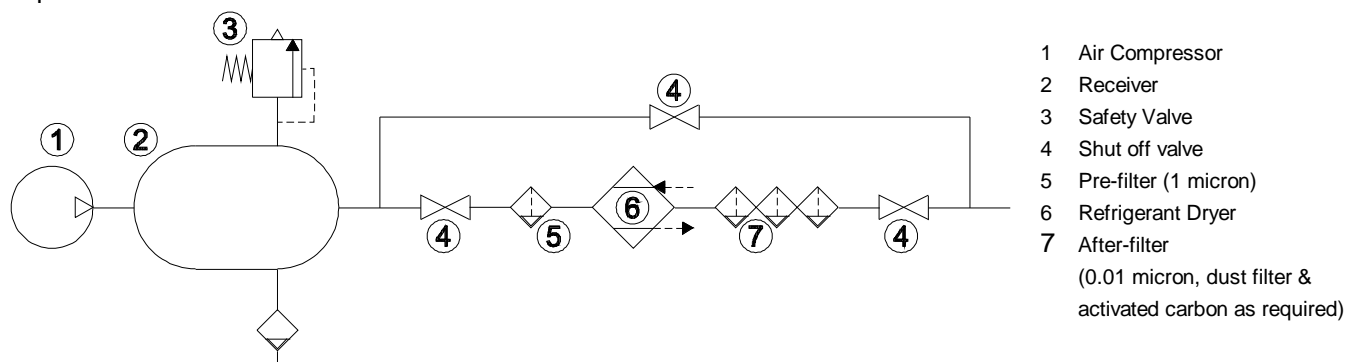 3
4
1
2
6
4
5
7
4
1 Air Compressor
2 Receiver
3 Safety Valve
4 Shut off valve
5 Pre-filter (1 micron)
6 Refrigerant Dryer
7 After-filter
(0.01 micron, dust filter &
activated carbon as required)